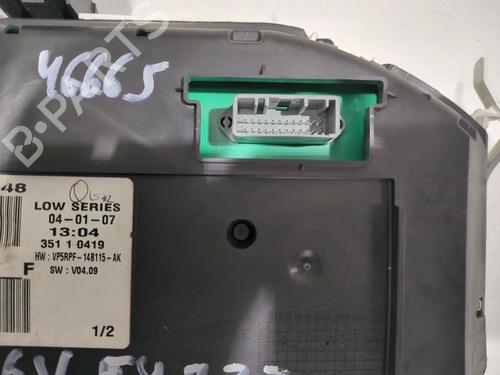 B-PARTS
46665
48
LOW SERIES
04-01-07
13:04
351 1 0419
HW : VP5RPF-14B115-AK
F SW : V04.09
1/2